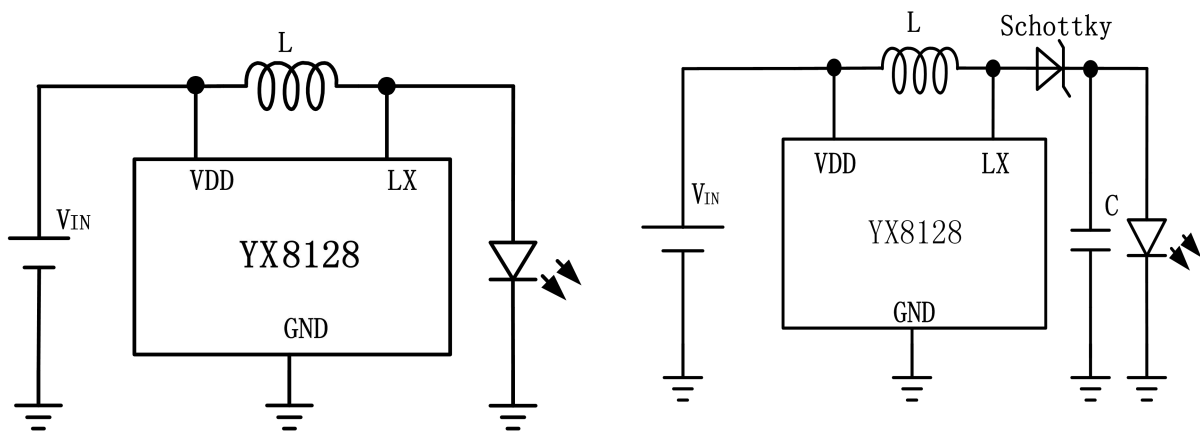 L
VDD
LX
VIN
YX8128
GND
L
Schottky
VDD
LX
VIN
YX8128
C
GND